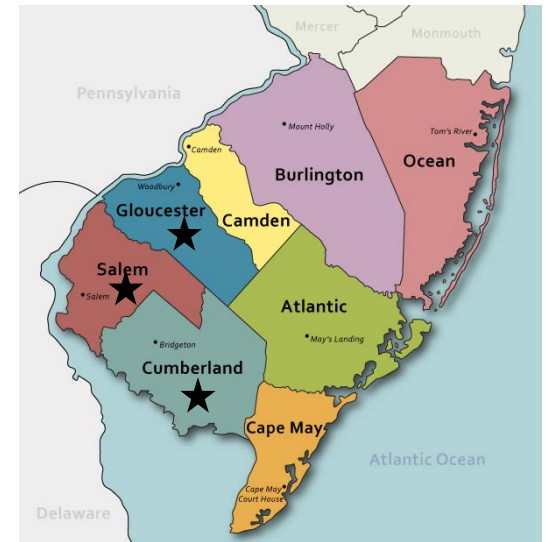 Mercer
Monmouth
Pennsylvania
Mount Holly
Tom's River
Camden
Ocean
Burlington
Woodbury
Gloucester
Camden
Salem
Salem
Atlantic
May's Landing
Bridgeton
Cumberland
Cape May
Atlantic Ocean
Cape May
Court House
Delaware